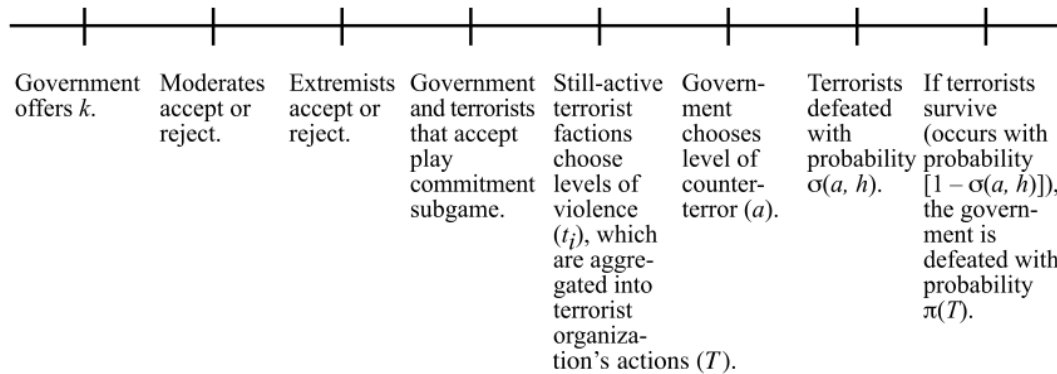 Government
offers k.
Moderates
accept or
reject.
Extremists
accept or
reject.
Government
and terrorists
that accept
play
commitment
subgame.
Still-active
terrorist
factions
choose
levels of
violence
(ti), which
are aggre-
gated into
terrorist
organiza-
tion's actions (T).
Govern-
ment
chooses
level of
counter-
terror (a).
Terrorists
defeated
with
probability
σ(a, h).
If terrorists
survive
(occurs with
probability
[1 – σ(a, h)]),
the govern-
ment is
defeated with
probability
π(T).